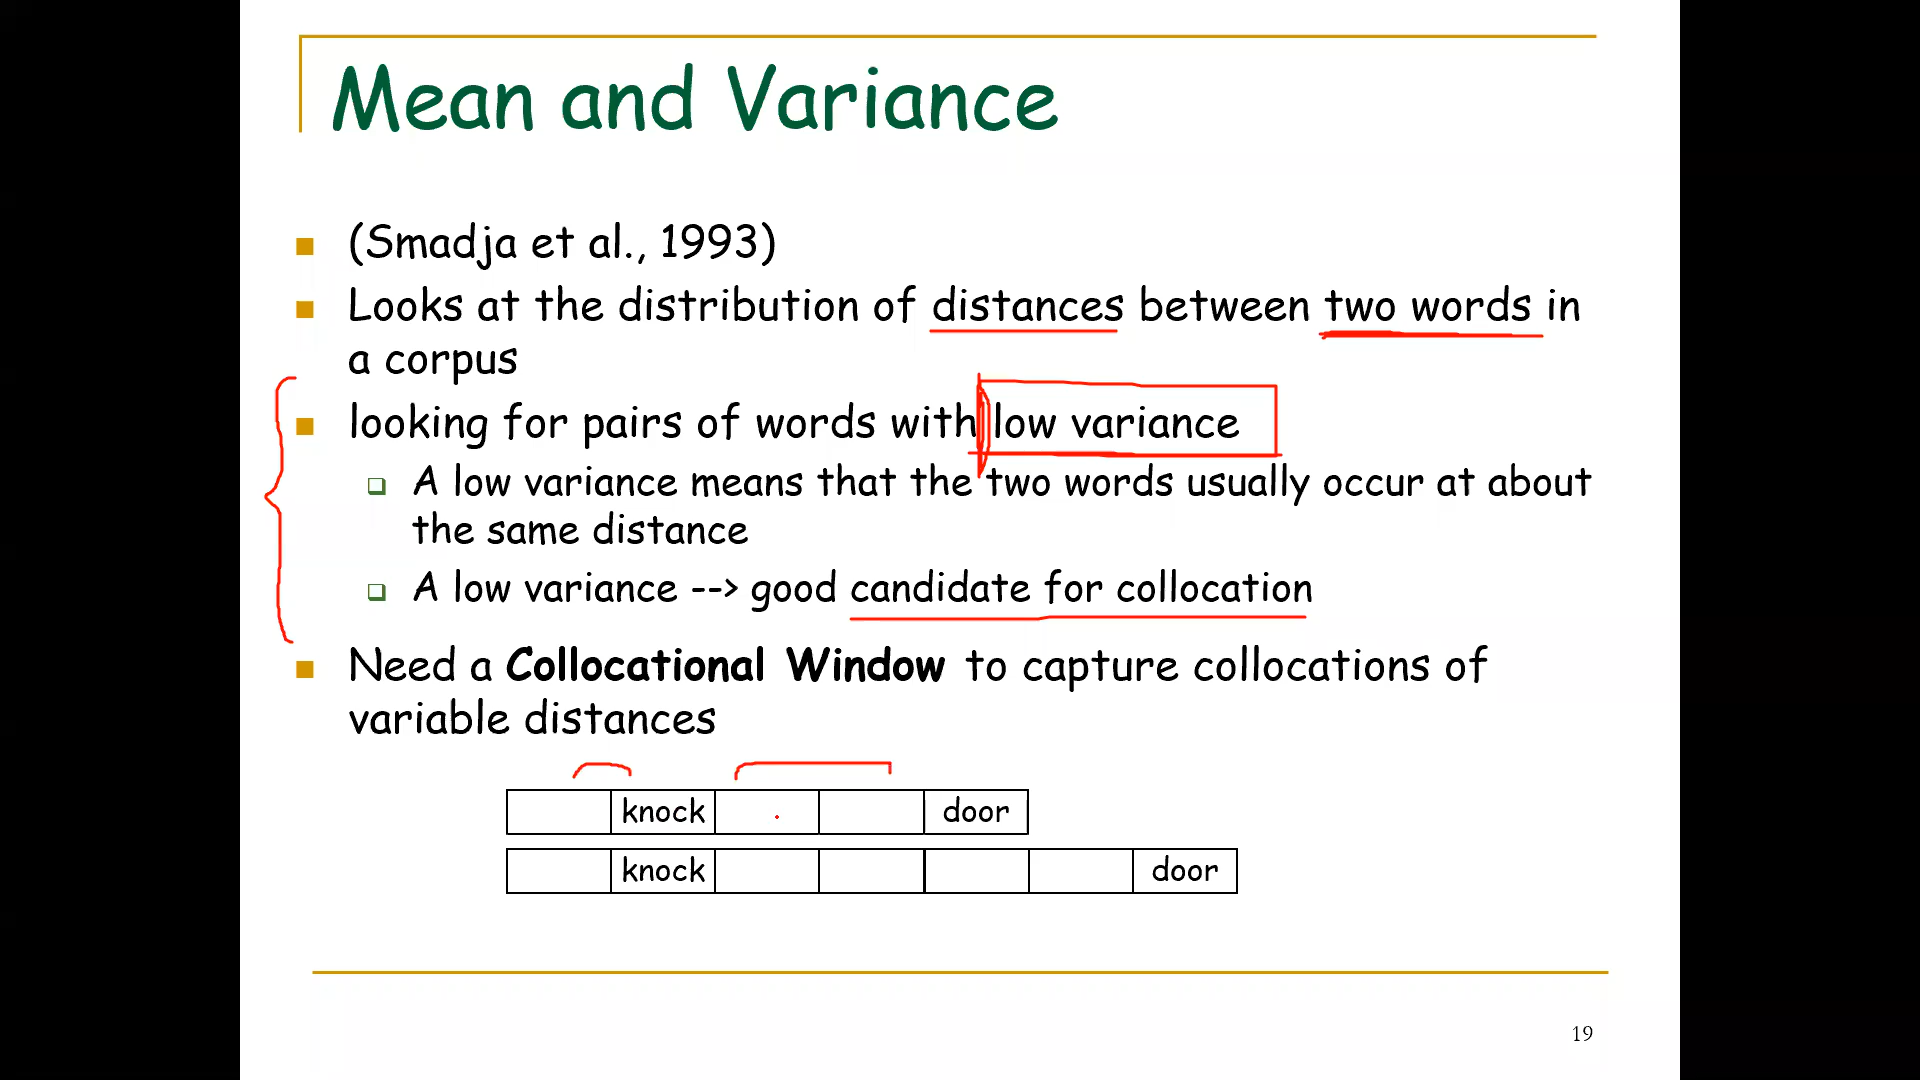 Mean and Variance
(Smadja et al., 1993)
Looks at the distribution of distances between two words in
a corpus
looking for pairs of words with low variance
A low variance means that the two words usually occur at about
the same distance
A low variance --> good candidate for collocation
Need a Collocational Window to capture collocations of
variable distances
knock door
knock door
19